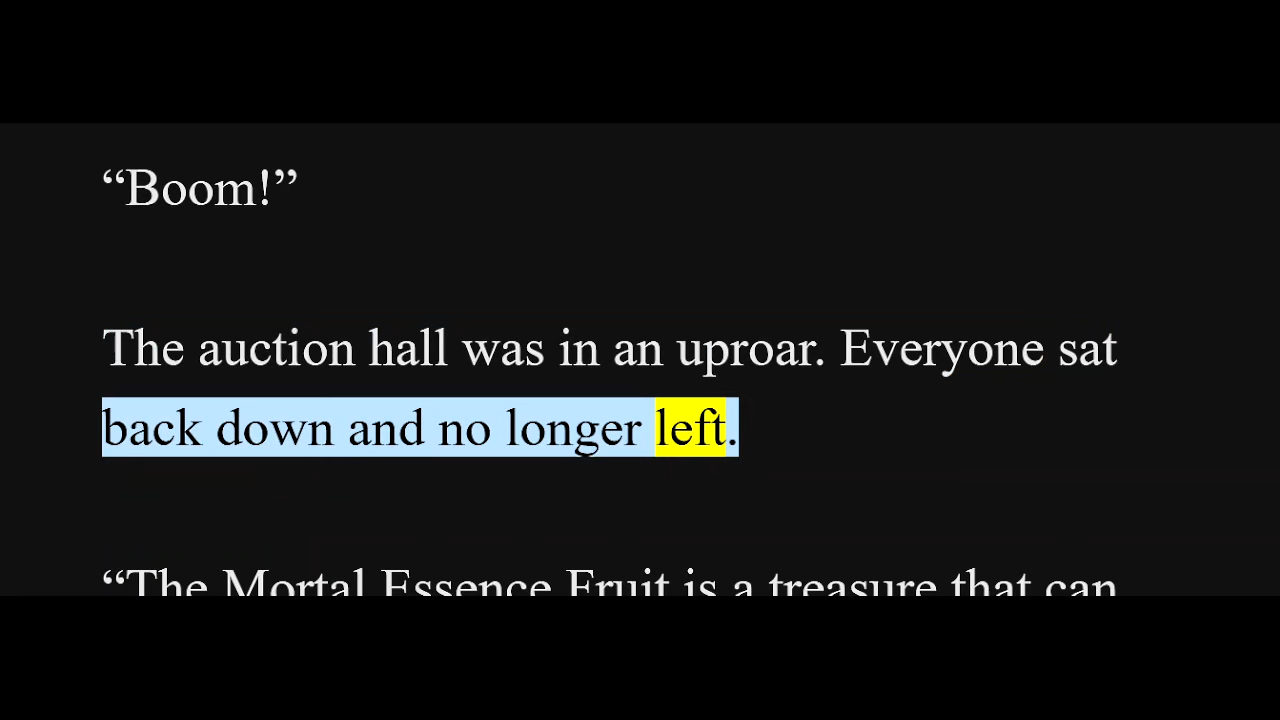 “Boom!”
The auction hall was in an uproar. Everyone sat
back down and no longer left.
“The Mortal Essence Fruit is a treasure that can